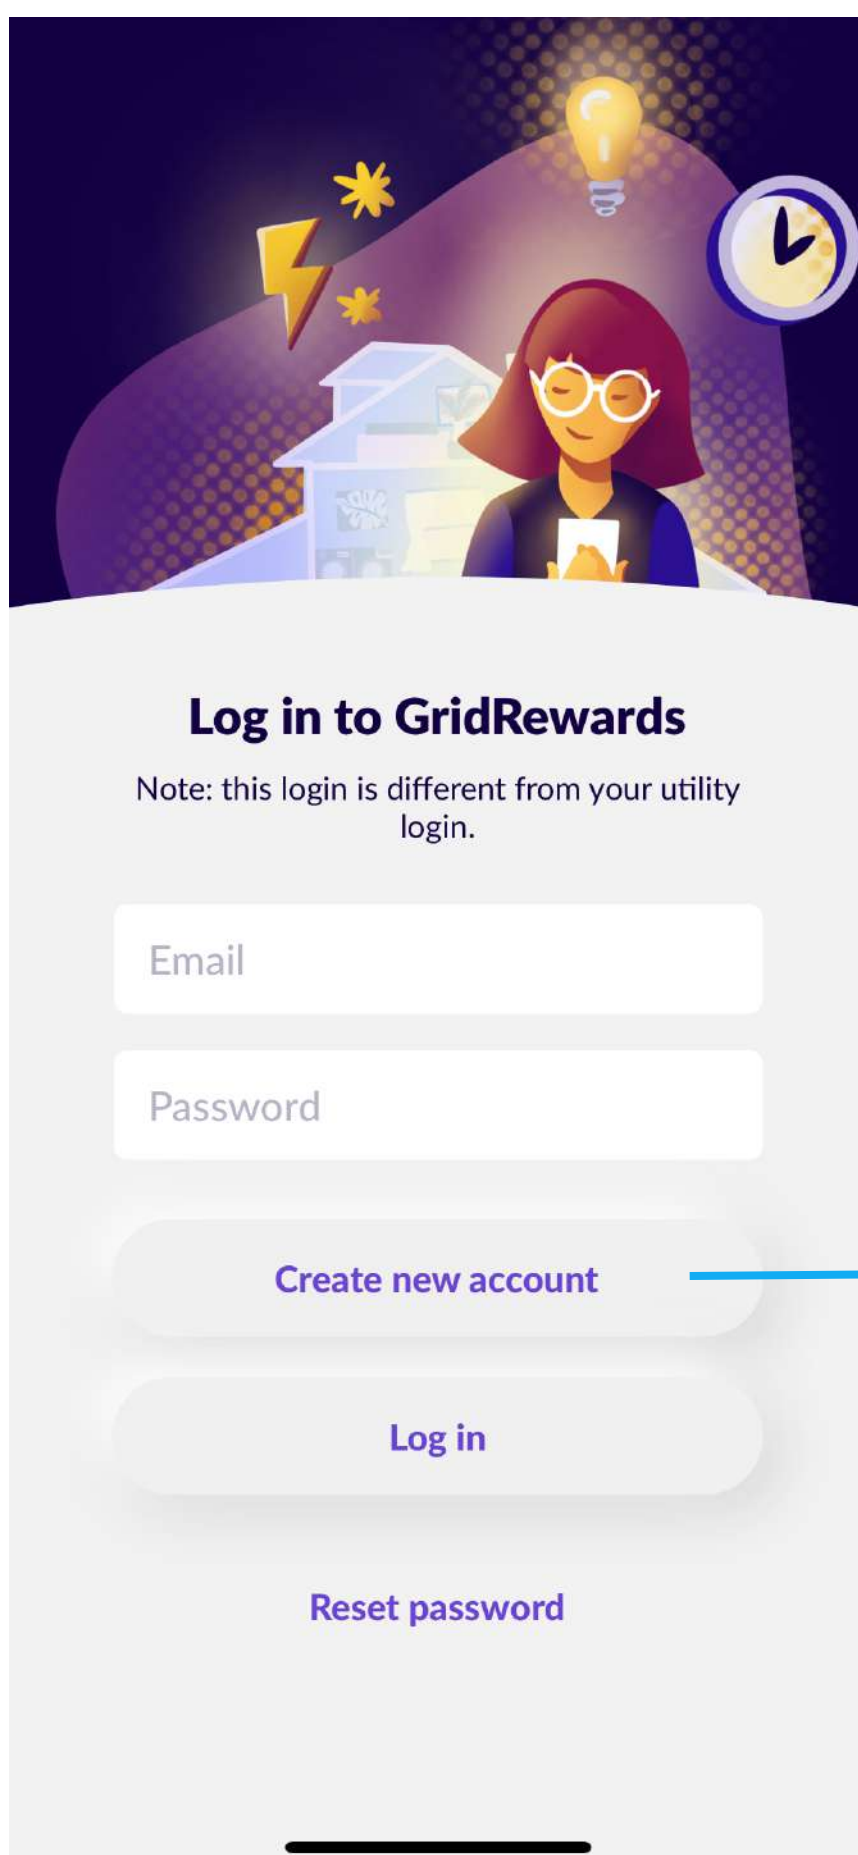 Log in to GridRewards
Note: this login is different from your utility
login.
Email
Password
Create new account
Log in
Reset password